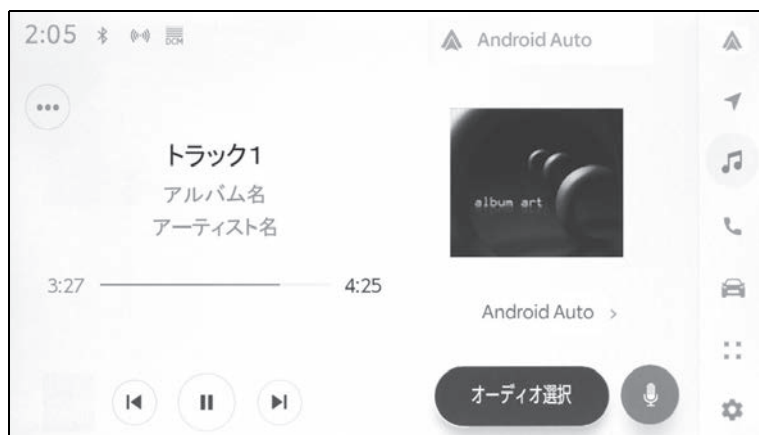 2:05
DCM
Android Auto
トラック1
アルバム名
アーティスト名
album art
3:27
4:25
Android Auto
オーディオ選択